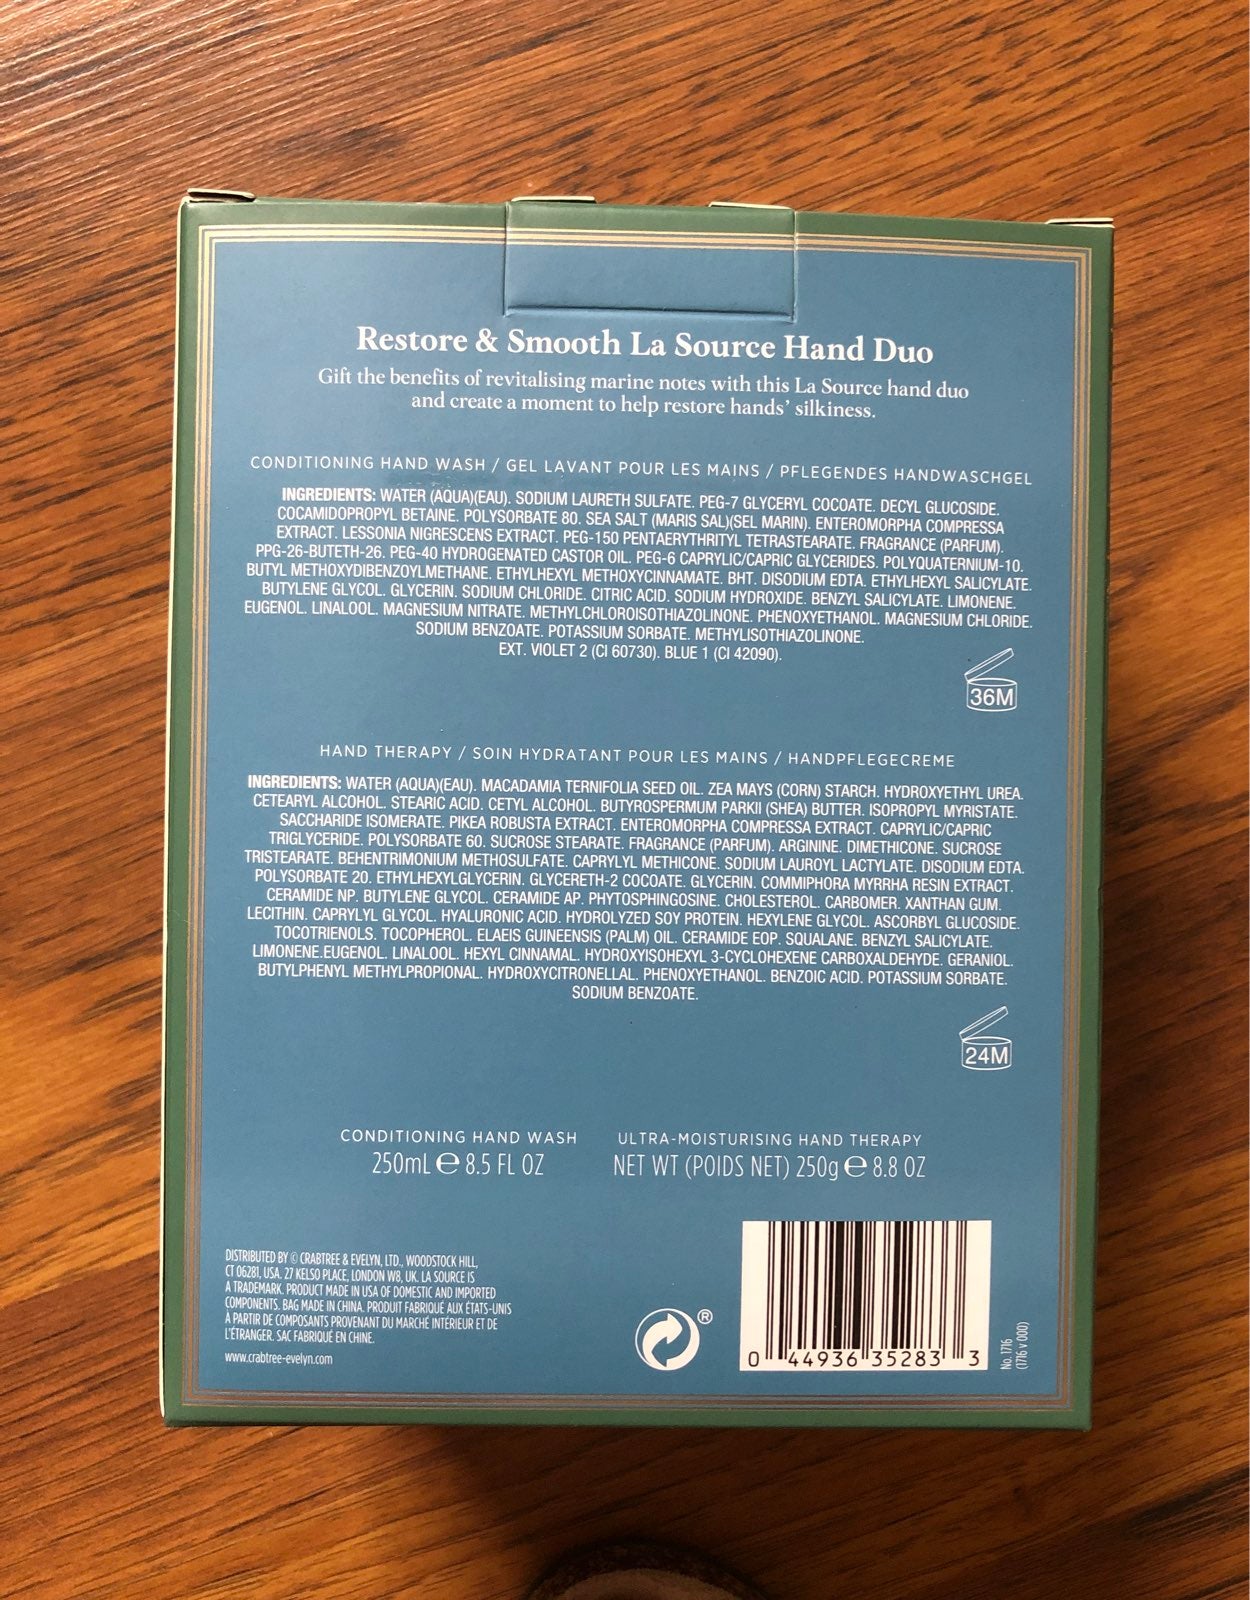 Restore & Smooth La Source Hand Duo
Gift the benefits of revitalising marine notes with this La Source hand duo
and create a moment to help restore hands' silkiness.
CONDITIONING HAND WASH / GEL LAVANT POUR LES MAINS / PFLEGENDES HANDWASCHGEL
INGREDIENTS: WATER (AQUA)(EAU). SODIUM LAURETH SULFATE. PEG-7 GLYCERYL COCOATE. DECYL GLUCOSIDE.
COCAMIDOPROPYL BETAINE. POLYSORBATE 80. SEA SALT (MARIS SAL)(SEL MARIN). ENTEROMORPHA COMPRESSA
EXTRACT. LESSONIA NIGRESCENS EXTRACT. PEG-150 PENTAERYTHRITYL TETRASTEARATE. FRAGRANCE (PARFUM).
PPG-26-BUTETH-26. PEG-40 HYDROGENATED CASTOR OIL. PEG-6 CAPRYLIC/CAPRIC GLYCERIDES. POLYQUATERNIUM-10.
BUTYL METHOXYDIBENZOYLMETHANE. ETHYLHEXYL METHOXYCINNAMATE. BHT. DISODIUM EDTA. ETHYLHEXYL SALICYLATE.
BUTYLENE GLYCOL. GLYCERIN. SODIUM CHLORIDE. CITRIC ACID. SODIUM HYDROXIDE. BENZYL SALICYLATE. LIMONENE.
EUGENOL. LINALOOL. MAGNESIUM NITRATE. METHYLCHLOROISOTHIAZOLINONE. PHENOXYETHANOL. MAGNESIUM CHLORIDE.
SODIUM BENZOATE. POTASSIUM SORBATE. METHYLISOTHIAZOLINONE.
EXT. VIOLET 2 (CI 60730). BLUE 1 (CI 42090).
36M
HAND THERAPY / SOIN HYDRATANT POUR LES MAINS / HANDPFLEGECREME
INGREDIENTS: WATER (AQUA)(EAU). MACADAMIA TERNIFOLIA SEED OIL. ZEA MAYS (CORN) STARCH. HYDROXYETHYL UREA.
CETEARYL ALCOHOL. STEARIC ACID. CETYL ALCOHOL. BUTYROSPERMUM PARKII (SHEA) BUTTER. ISOPROPYL MYRISTATE.
SACCHARIDE ISOMERATE. PIKEA ROBUSTA EXTRACT. ENTEROMORPHA COMPRESSA EXTRACT. CAPRYLIC/CAPRIC
TRIGLYCERIDE. POLYSORBATE 60. SUCROSE STEARATE. FRAGRANCE (PARFUM). ARGININE. DIMETHICONE. SUCROSE
TRISTEARATE. BEHENTRIMONIUM METHOSULFATE. CAPRYLYL METHICONE. SODIUM LAUROYL LACTYLATE. DISODIUM EDTA.
POLYSORBATE 20. ETHYLHEXYLGLYCERIN. GLYCERETH-2 COCOATE. GLYCERIN. COMMIPHORA MYRRHA RESIN EXTRACT.
CERAMIDE NP. BUTYLENE GLYCOL. CERAMIDE AP. PHYTOSPHINGOSINE. CHOLESTEROL. CARBOMER. XANTHAN GUM.
LECITHIN. CAPRYLYL GLYCOL. HYALURONIC ACID. HYDROLYZED SOY PROTEIN. HEXYLENE GLYCOL. ASCORBYL GLUCOSIDE.
TOCOTRIENOLS. TOCOPHEROL. ELAEIS GUINEENSIS (PALM) OIL. CERAMIDE EOP. SQUALANE. BENZYL SALICYLATE.
LIMONENE.EUGENOL. LINALOOL. HEXYL CINNAMAL. HYDROXYISOHEXYL 3-CYCLOHEXENE CARBOXALDEHYDE. GERANIOL.
BUTYLPHENYL METHYLPROPIONAL. HYDROXYCITRONELLAL. PHENOXYETHANOL. BENZOIC ACID. POTASSIUM SORBATE.
SODIUM BENZOATE.
24M
CONDITIONING HAND WASH
250mL ℮ 8.5 FL OZ
ULTRA-MOISTURISING HAND THERAPY
NET WT (POIDS NET) 250g ℮ 8.8 OZ
DISTRIBUTED BY © CRABTREE & EVELYN, LTD., WOODSTOCK HILL,
CT 06281, USA. 27 KELSO PLACE, LONDON W8, UK. LA SOURCE IS
A TRADEMARK. PRODUCT MADE IN USA OF DOMESTIC AND IMPORTED
COMPONENTS. BAG MADE IN CHINA. PRODUIT FABRIQUÉ AUX ÉTATS-UNIS
À PARTIR DE COMPOSANTS PROVENANT DU MARCHÉ INTÉRIEUR ET DE
L'ÉTRANGER. SAC FABRIQUÉ EN CHINE.
www.crabtree-evelyn.com
®
0 44936 35283 3
No. 1716
(1716 v 000)